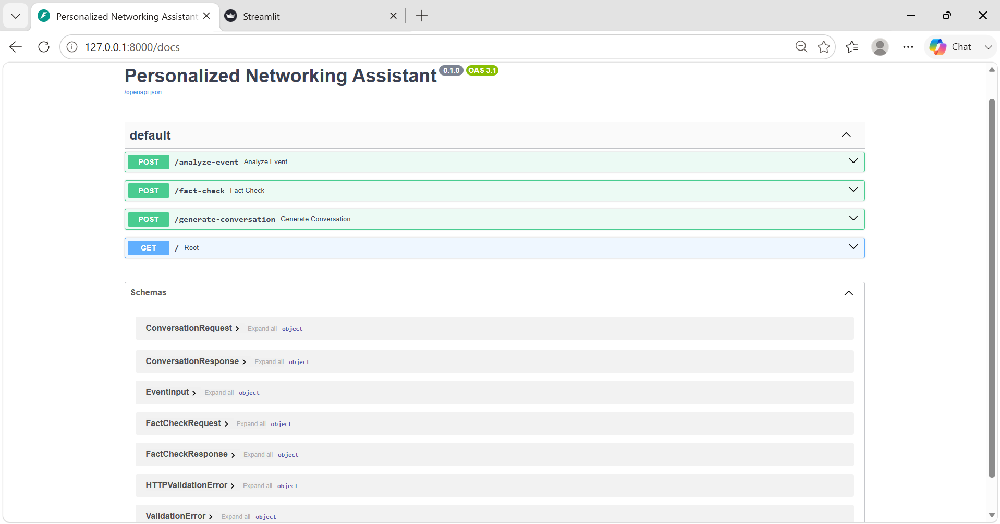 Personalized Networking Assistant
Streamlit
127.0.0.1:8000/docs
Chat
Personalized Networking Assistant 0.1.0 OAS 3.1
/openapi.json
default
POST /analyze-event Analyze Event
POST /fact-check Fact Check
POST /generate-conversation Generate Conversation
GET / Root
Schemas
ConversationRequest Expand all object
ConversationResponse Expand all object
EventInput Expand all object
FactCheckRequest Expand all object
FactCheckResponse Expand all object
HTTPValidationError Expand all object
ValidationError Expand all object